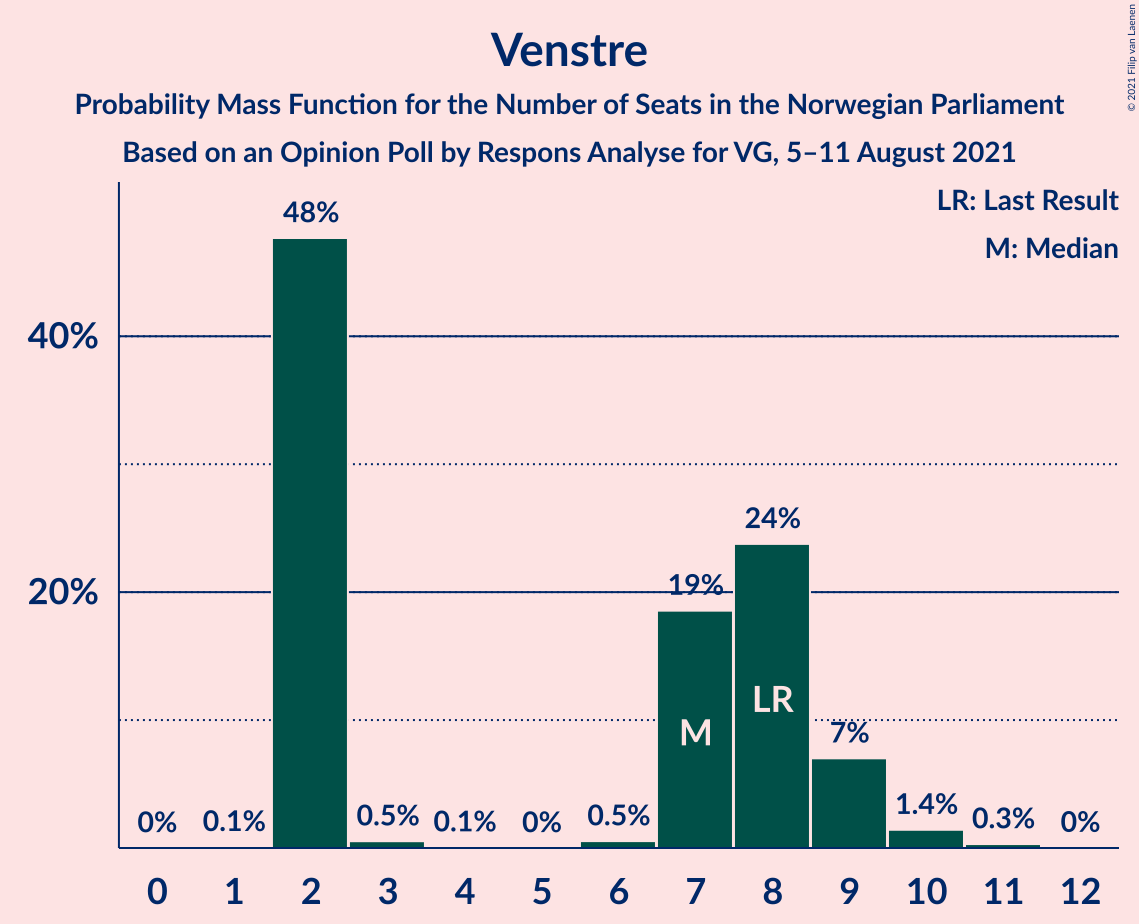 Venstre
Probability Mass Function for the Number of Seats in the Norwegian Parliament
Based on an Opinion Poll by Respons Analyse for VG, 5–11 August 2021
© 2021 Filip van Laenen
LR: Last Result
M: Median
40%
20%
0%
0.1%
48%
0.5%
0.1%
0%
0.5%
19%
24%
7%
1.4%
0.3%
0%
M
LR
0 1 2 3 4 5 6 7 8 9 10 11 12